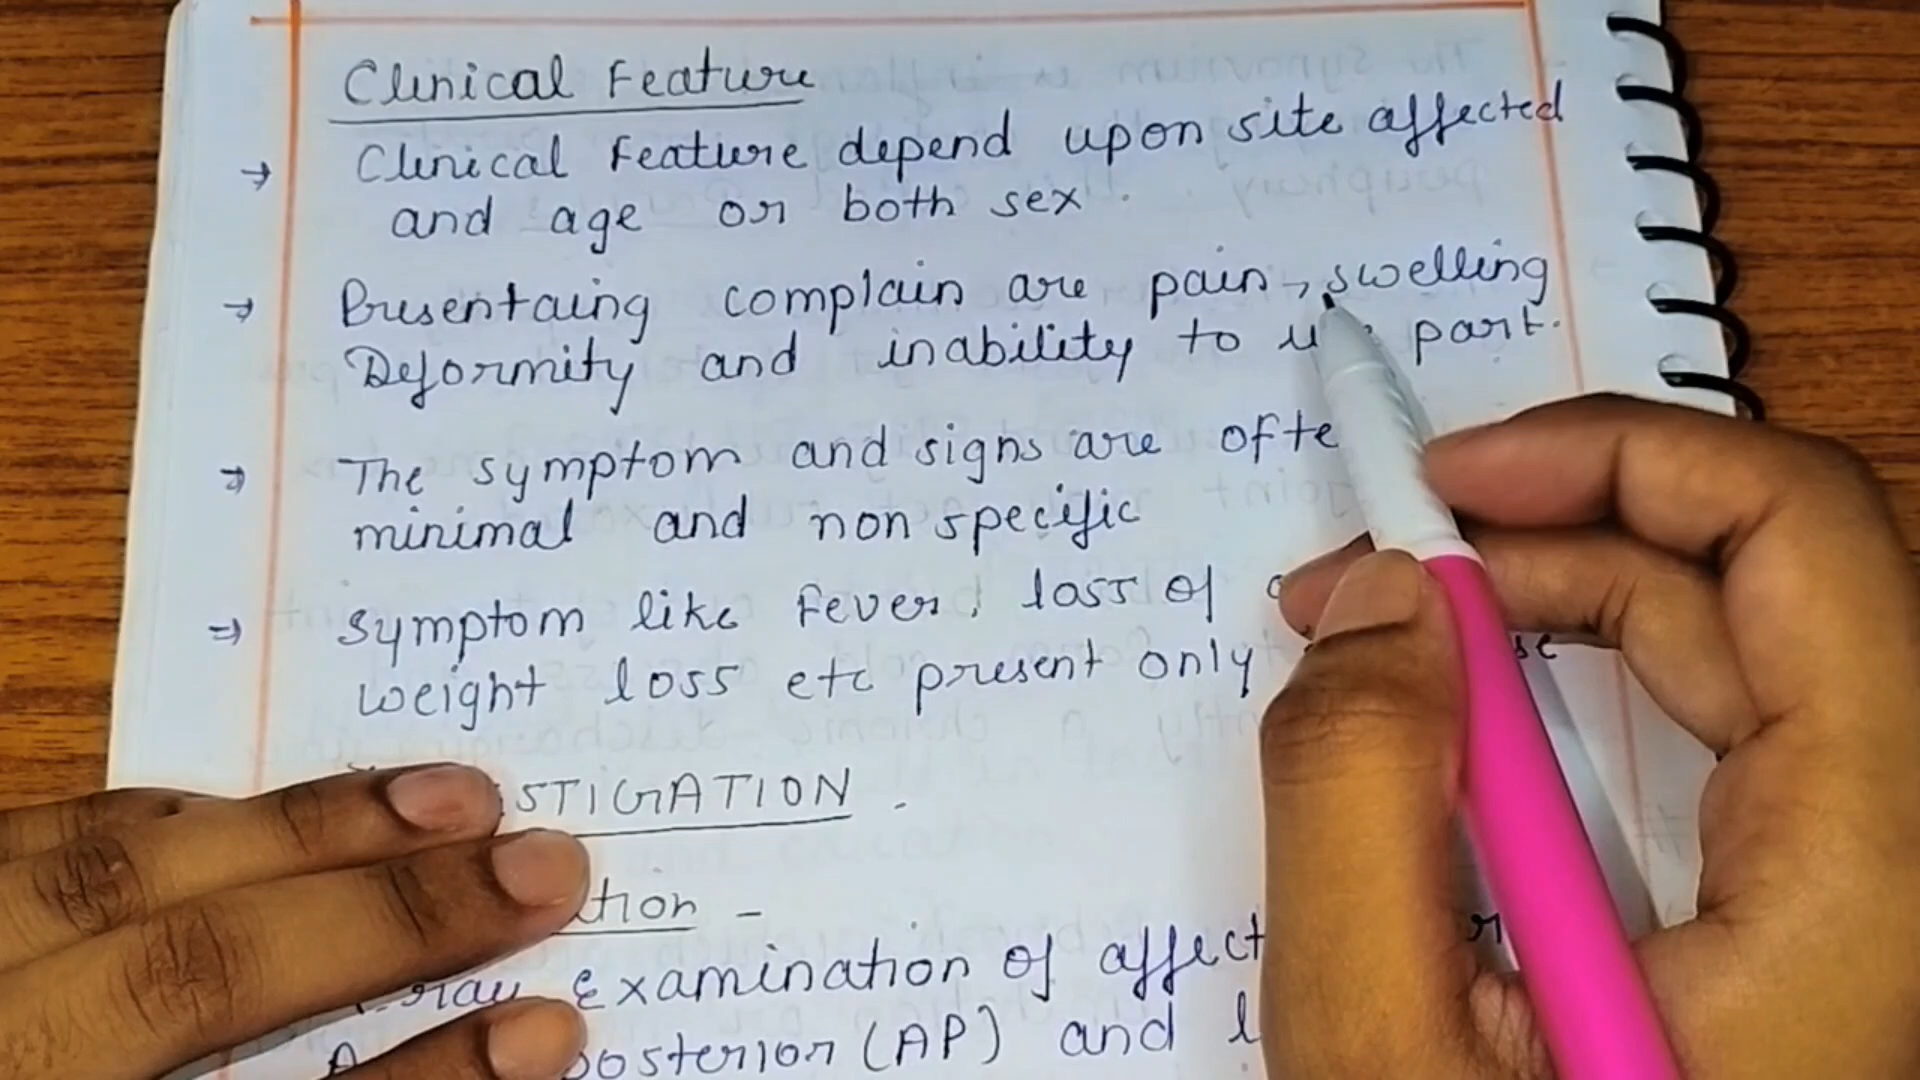 Clinical Feature
Clinical Feature depend upon site affected
and age or both sex.
Presentaing complain are pain, swelling
Deformity and inability to part.
The symptom and signs are ofte
minimal and non specific
symptom like Fever, loss of
weight loss etc present only
STIGATION
tion -
Examination of affect
posterior (AP) and l